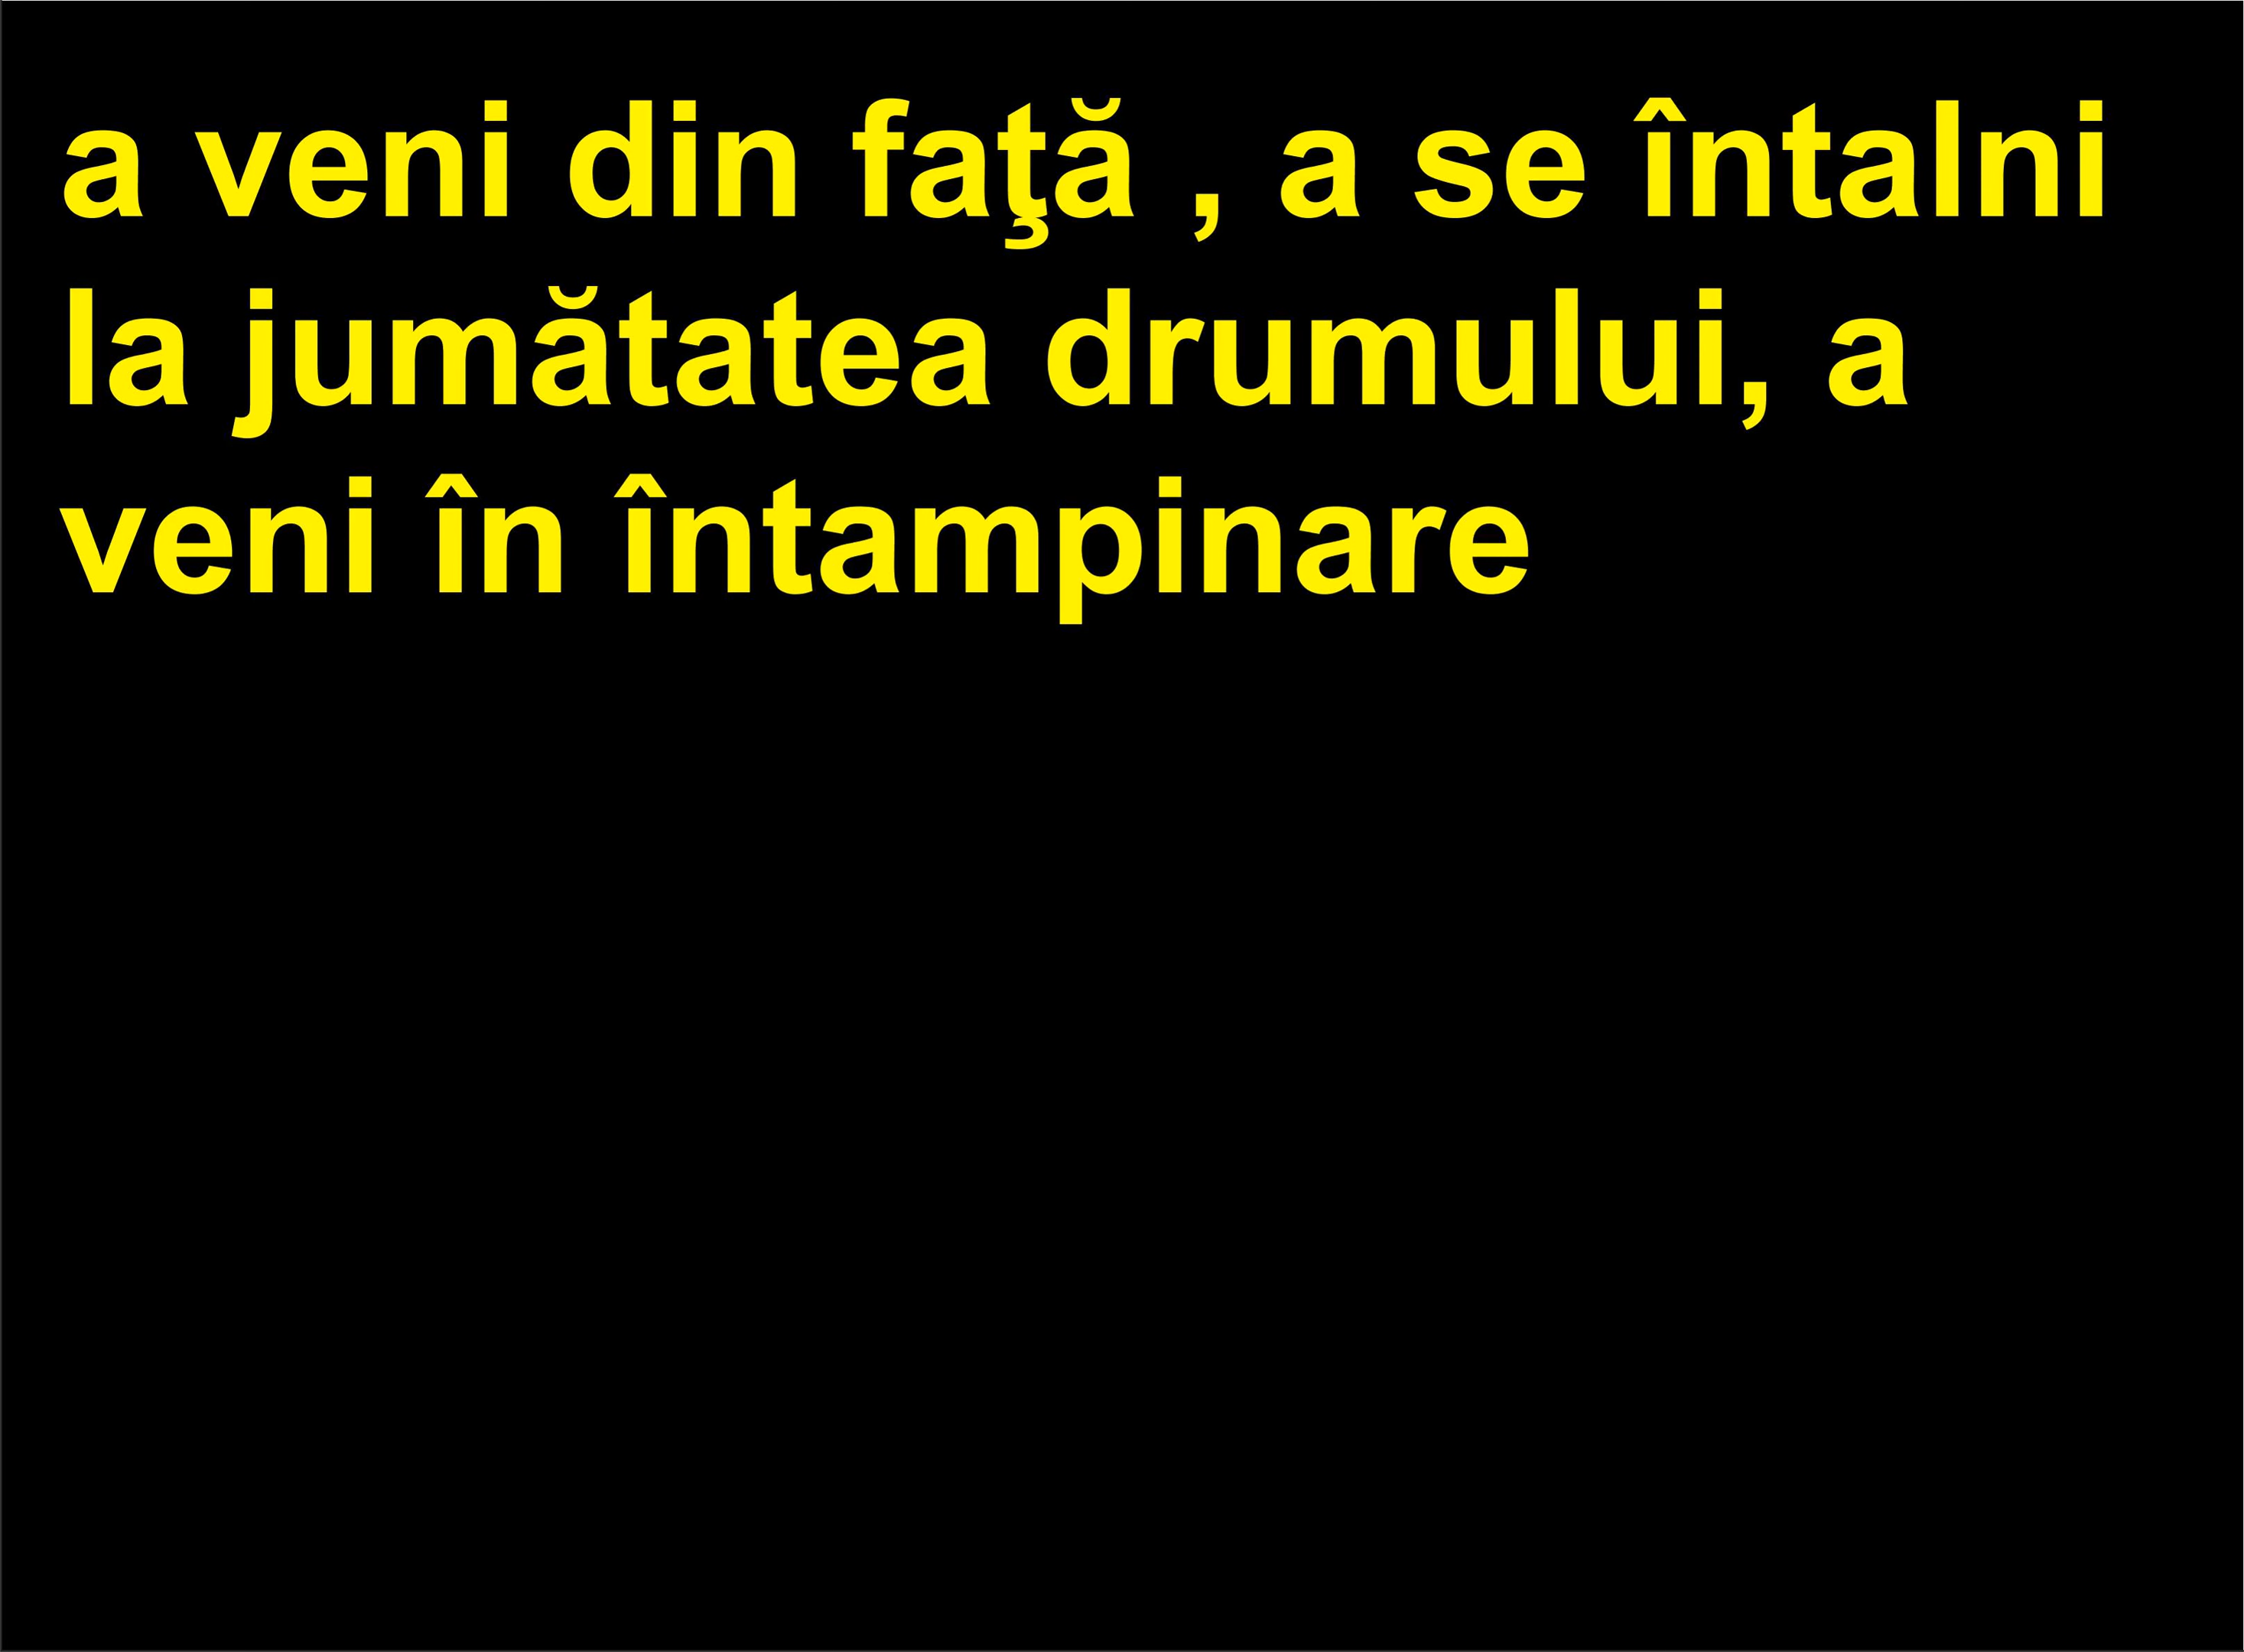 a veni din faţă , a se întalni
la jumătatea drumului, a
veni în întampinare